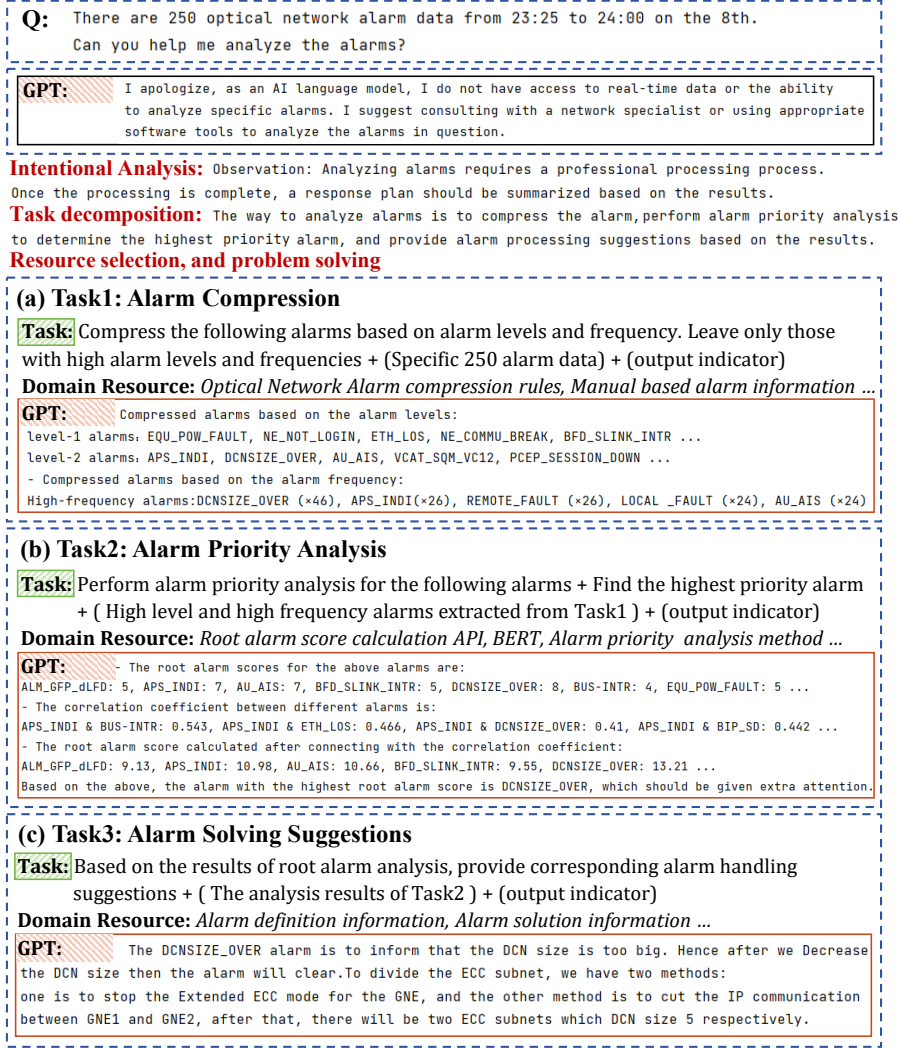 Q: There are 250 optical network alarm data from 23:25 to 24:00 on the 8th.
Can you help me analyze the alarms?
GPT: I apologize, as an AI language model, I do not have access to real-time data or the ability
to analyze specific alarms. I suggest consulting with a network specialist or using appropriate
software tools to analyze the alarms in question.
Intentional Analysis: Observation: Analyzing alarms requires a professional processing process.
Once the processing is complete, a response plan should be summarized based on the results.
Task decomposition: The way to analyze alarms is to compress the alarm,perform alarm priority analysis
to determine the highest priority alarm, and provide alarm processing suggestions based on the results.
Resource selection, and problem solving
(a) Task1: Alarm Compression
Task: Compress the following alarms based on alarm levels and frequency. Leave only those
with high alarm levels and frequencies + (Specific 250 alarm data) + (output indicator)
Domain Resource: Optical Network Alarm compression rules, Manual based alarm information ...
GPT: Compressed alarms based on the alarm levels:
level-1 alarms: EQU_POW_FAULT, NE_NOT_LOGIN, ETH_LOS, NE_COMMU_BREAK, BFD_SLINK_INTR ...
level-2 alarms: APS_INDI, DCNSIZE_OVER, AU_AIS, VCAT_SQM_VC12, PCEP_SESSION_DOWN ...
- Compressed alarms based on the alarm frequency:
High-frequency alarms:DCNSIZE_OVER (×46), APS_INDI(×26), REMOTE_FAULT (×26), LOCAL _FAULT (×24), AU_AIS (×24)
(b) Task2: Alarm Priority Analysis
Task: Perform alarm priority analysis for the following alarms + Find the highest priority alarm
+ ( High level and high frequency alarms extracted from Task1 ) + (output indicator)
Domain Resource: Root alarm score calculation API, BERT, Alarm priority analysis method ...
GPT: - The root alarm scores for the above alarms are:
ALM_GFP_dLFD: 5, APS_INDI: 7, AU_AIS: 7, BFD_SLINK_INTR: 5, DCNSIZE_OVER: 8, BUS-INTR: 4, EQU_POW_FAULT: 5 ...
- The correlation coefficient between different alarms is:
APS_INDI & BUS-INTR: 0.543, APS_INDI & ETH_LOS: 0.466, APS_INDI & DCNSIZE_OVER: 0.41, APS_INDI & BIP_SD: 0.442 ...
- The root alarm score calculated after connecting with the correlation coefficient:
ALM_GFP_dLFD: 9.13, APS_INDI: 10.98, AU_AIS: 10.66, BFD_SLINK_INTR: 9.55, DCNSIZE_OVER: 13.21 ...
Based on the above, the alarm with the highest root alarm score is DCNSIZE_OVER, which should be given extra attention.
(c) Task3: Alarm Solving Suggestions
Task: Based on the results of root alarm analysis, provide corresponding alarm handling
suggestions + ( The analysis results of Task2 ) + (output indicator)
Domain Resource: Alarm definition information, Alarm solution information ...
GPT: The DCNSIZE_OVER alarm is to inform that the DCN size is too big. Hence after we Decrease
the DCN size then the alarm will clear.To divide the ECC subnet, we have two methods:
one is to stop the Extended ECC mode for the GNE, and the other method is to cut the IP communication
between GNE1 and GNE2, after that, there will be two ECC subnets which DCN size 5 respectively.